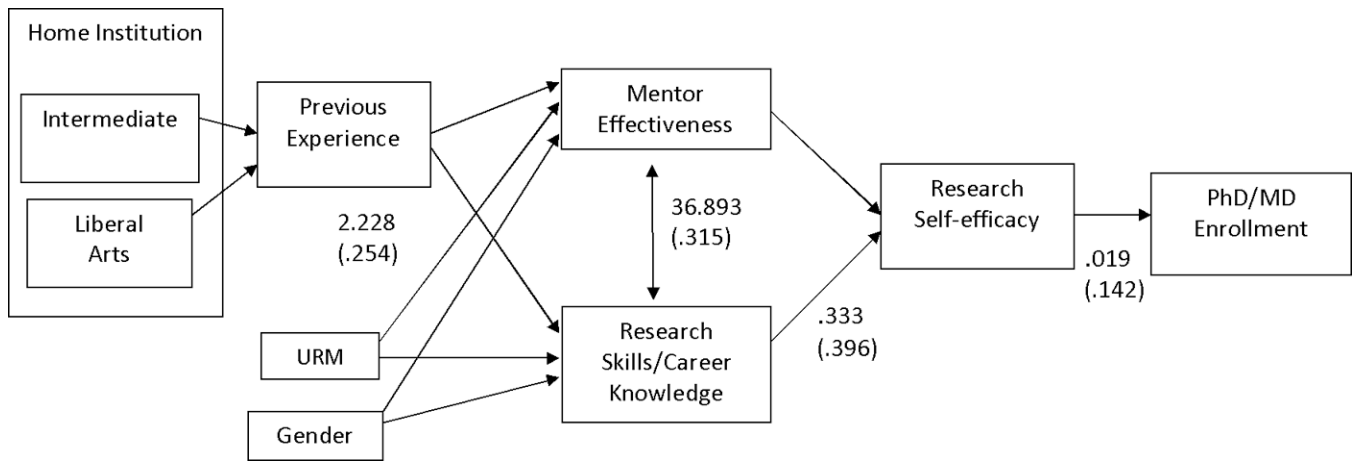 Home Institution
Intermediate
Liberal
Arts
Previous
Experience
2.228
(.254)
URM
Gender
Mentor
Effectiveness
36.893
(.315)
Research
Skills/Career
Knowledge
.333
(.396)
Research
Self-efficacy
.019
(.142)
PhD/MD
Enrollment